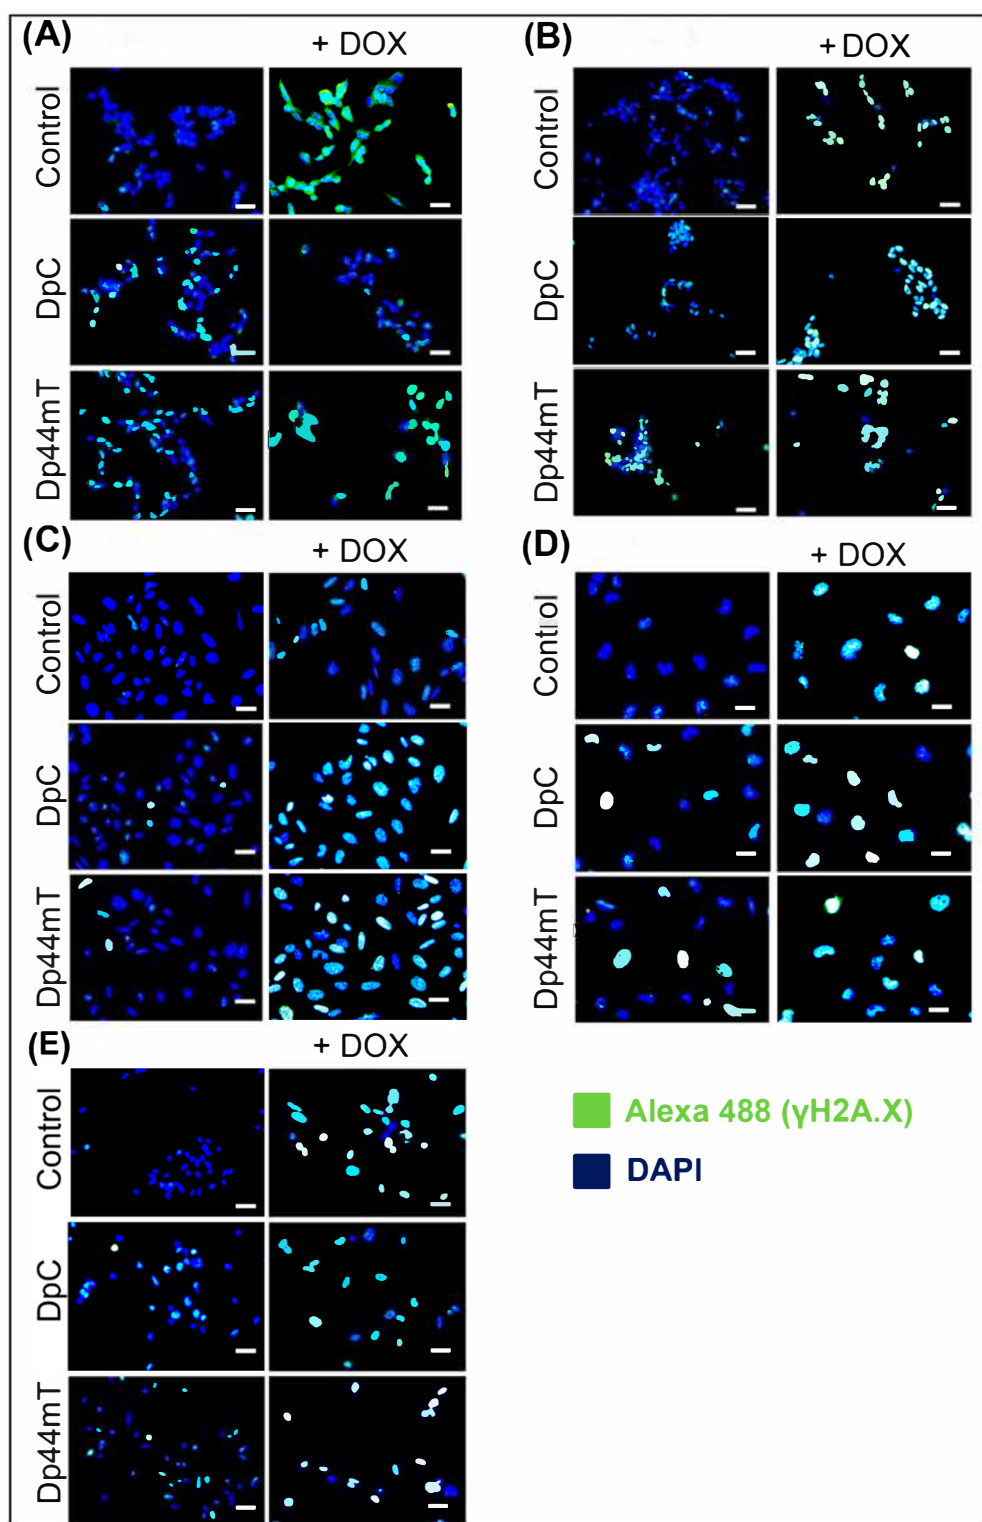 (A)
+ DOX
Control
DpC
Dp44mT
(B)
+ DOX
Control
DpC
Dp44mT
(C)
+ DOX
Control
DpC
Dp44mT
(D)
+ DOX
Control
DpC
Dp44mT
(E)
+ DOX
Control
DpC
Dp44mT
Alexa 488 (γH2A.X)
DAPI